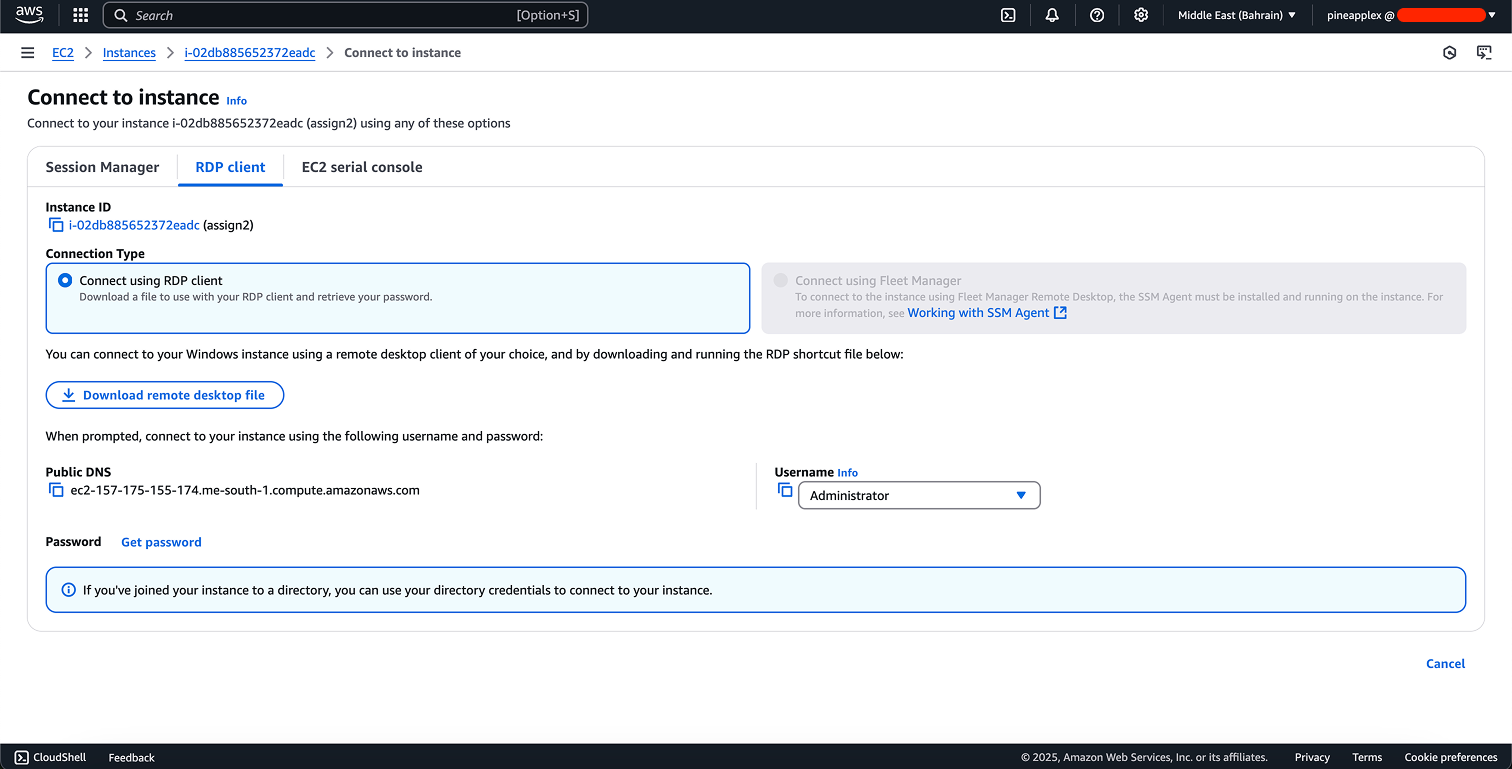 aws
Search [Option+S] Middle East (Bahrain) pineapplex @
EC2 Instances i-02db885652372eadc Connect to instance
Connect to instance Info
Connect to your instance i-02db885652372eadc (assign2) using any of these options
Session Manager RDP client EC2 serial console
Instance ID
i-02db885652372eadc (assign2)
Connection Type
Connect using RDP client
Download a file to use with your RDP client and retrieve your password.
Connect using Fleet Manager
To connect to the instance using Fleet Manager Remote Desktop, the SSM Agent must be installed and running on the instance. For
more information, see Working with SSM Agent
You can connect to your Windows instance using a remote desktop client of your choice, and by downloading and running the RDP shortcut file below:
Download remote desktop file
When prompted, connect to your instance using the following username and password:
Public DNS
ec2-157-175-155-174.me-south-1.compute.amazonaws.com
Username Info
Administrator
Password Get password
If you've joined your instance to a directory, you can use your directory credentials to connect to your instance.
Cancel
CloudShell Feedback © 2025, Amazon Web Services, Inc. or its affiliates. Privacy Terms Cookie preferences